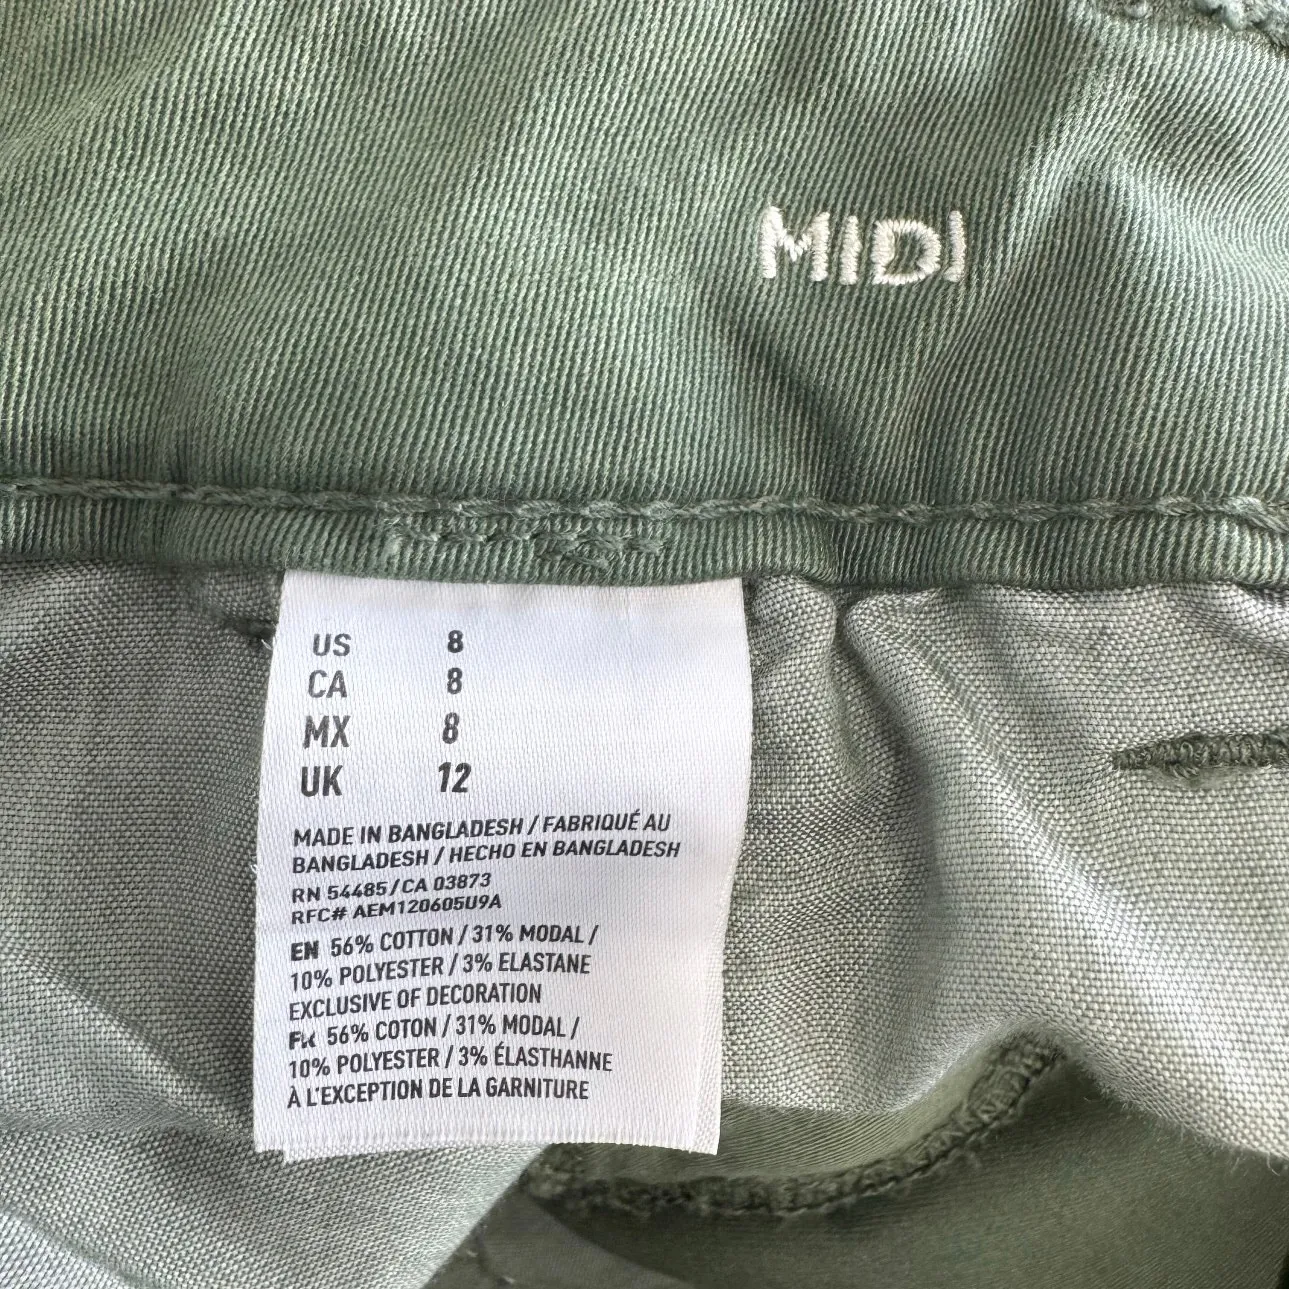 MIDI
US 8
CA 8
MX 8
UK 12
MADE IN BANGLADESH / FABRIQUÉ AU
BANGLADESH / HECHO EN BANGLADESH
RN 54485 / CA 03873
RFC# AEM120605U9A
EN 56% COTTON / 31% MODAL /
10% POLYESTER / 3% ELASTANE
EXCLUSIVE OF DECORATION
FR 56% COTON / 31% MODAL /
10% POLYESTER / 3% ÉLASTHANNE
À L'EXCEPTION DE LA GARNITURE